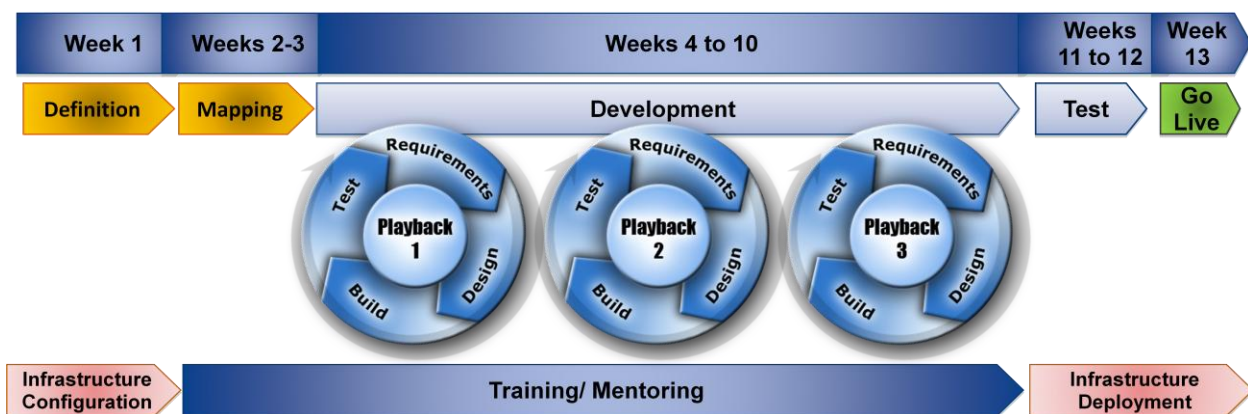 Week 1
Weeks 2-3
Weeks 4 to 10
Weeks
11 to 12
Week
13
Definition
Mapping
Development
Test
Go
Live
Requirements
Design
Build
Test
Playback
1
Requirements
Design
Build
Test
Playback
2
Requirements
Design
Build
Test
Playback
3
Infrastructure
Configuration
Training/ Mentoring
Infrastructure
Deployment